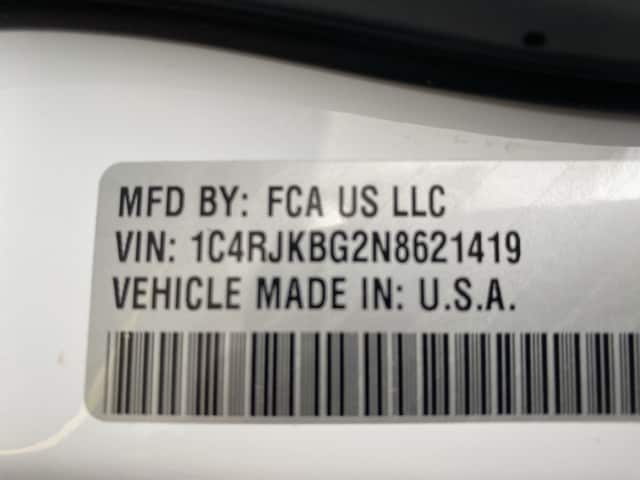 MFD BY: FCA US LLC
VIN: 1C4RJKBG2N8621419
VEHICLE MADE IN: U.S.A.